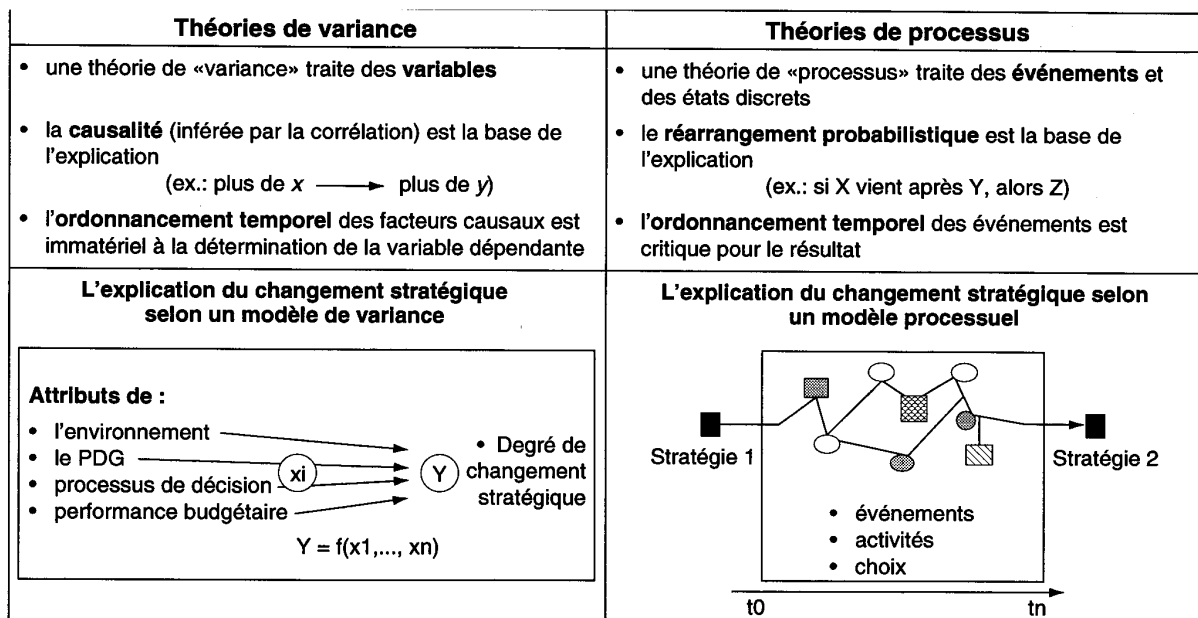 Théories de variance
• une théorie de «variance» traite des variables
• la causalité (inférée par la corrélation) est la base de
l'explication
(ex.: plus de x → plus de y)
• l'ordonnancement temporel des facteurs causaux est
immatériel à la détermination de la variable dépendante
Théories de processus
• une théorie de «processus» traite des événements et
des états discrets
• le réarrangement probabilistique est la base de
l'explication
(ex.: si X vient après Y, alors Z)
• l'ordonnancement temporel des événements est
critique pour le résultat
L'explication du changement stratégique
selon un modèle de variance
Attributs de :
• l'environnement
• le PDG
• processus de décision
• performance budgétaire
xi
Y
• Degré de
changement
stratégique
Y = f(x1,..., xn)
L'explication du changement stratégique selon
un modèle processuel
Stratégie 1
Stratégie 2
• événements
• activités
• choix
t0
tn